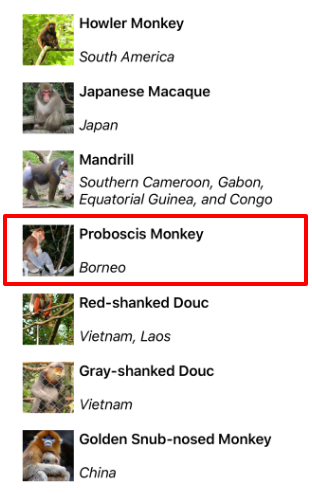 Howler Monkey
South America
Japanese Macaque
Japan
Mandrill
Southern Cameroon, Gabon,
Equatorial Guinea, and Congo
Proboscis Monkey
Borneo
Red-shanked Douc
Vietnam, Laos
Gray-shanked Douc
Vietnam
Golden Snub-nosed Monkey
China